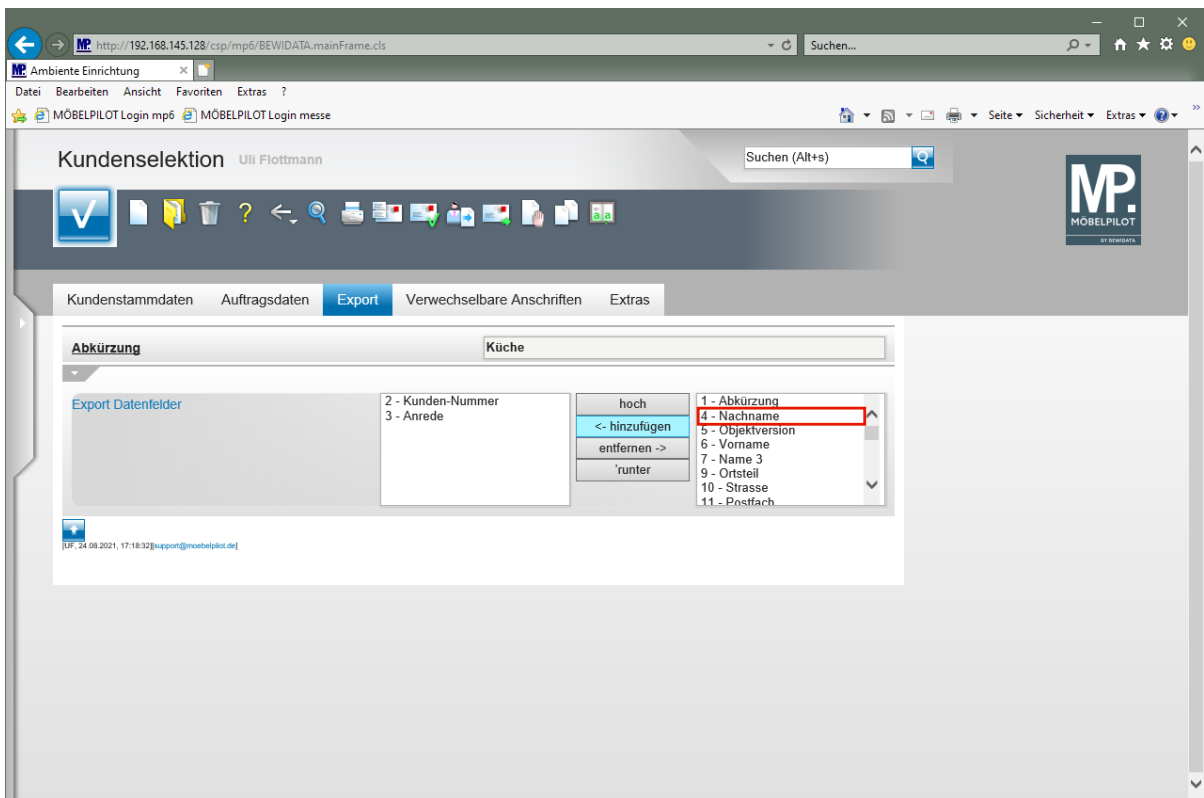 http://192.168.145.128/csp/mp6/BEWIDATA.mainFrame.cls
Suchen...
MP. Ambiente Einrichtung
Datei Bearbeiten Ansicht Favoriten Extras ?
MÖBELPILOT Login mp6 MÖBELPILOT Login messe
Seite Sicherheit Extras
Kundenselektion Uli Flottmann
Suchen (Alt+s)
MP.
MÖBELPILOT
BY BEWIDATA
Kundenstammdaten Auftragsdaten Export Verwechselbare Anschriften Extras
Abkürzung Küche
Export Datenfelder
2 - Kunden-Nummer
3 - Anrede
hoch
<- hinzufügen
entfernen ->
'runter
1 - Abkürzung
4 - Nachname
5 - Objektversion
6 - Vorname
7 - Name 3
9 - Ortsteil
10 - Strasse
11 - Postfach
[UF, 24.08.2021, 17:18:32][support@moebelpilot.de]